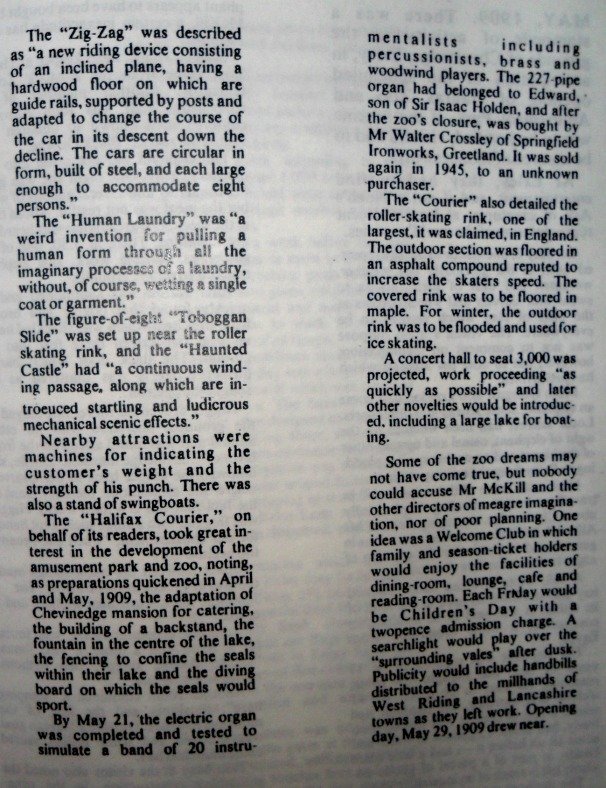 The "Zig-Zag" was described
as "a new riding device consisting
of an inclined plane, having a
hardwood floor on which are
guide rails, supported by posts and
adapted to change the course of
the car in its descent down the
decline. The cars are circular in
form, built of steel, and each large
enough to accommodate eight
persons."
The "Human Laundry" was "a
weird invention for pulling a
human form through all the
imaginary processes of a laundry,
without, of course, wetting a single
coat or garment."
The figure-of-eight "Toboggan
Slide" was set up near the roller
skating rink, and the "Haunted
Castle" had "a continuous wind-
ing passage, along which are in-
troeuced startling and ludicrous
mechanical scenic effects."
Nearby attractions were
machines for indicating the
customer's weight and the
strength of his punch. There was
also a stand of swingboats.
The "Halifax Courier," on
behalf of its readers, took great in-
terest in the development of the
amusement park and zoo, noting,
as preparations quickened in April
and May, 1909, the adaptation of
Chevinedge mansion for catering,
the building of a backstand, the
fountain in the centre of the lake,
the fencing to confine the seals
within their lake and the diving
board on which the seals would
sport.
By May 21, the electric organ
was completed and tested to
simulate a band of 20 instru-
mentalists including
percussionists, brass and
woodwind players. The 227-pipe
organ had belonged to Edward,
son of Sir Isaac Holden, and after
the zoo's closure, was bought by
Mr Walter Crossley of Springfield
Ironworks, Greetland. It was sold
again in 1945, to an unknown
purchaser.
The "Courier" also detailed the
roller-skating rink, one of the
largest, it was claimed, in England.
The outdoor section was floored in
an asphalt compound reputed to
increase the skaters speed. The
covered rink was to be floored in
maple. For winter, the outdoor
rink was to be flooded and used for
ice skating.
A concert hall to seat 3,000 was
projected, work proceeding "as
quickly as possible" and later
other novelties would be introduc-
ed, including a large lake for boat-
ing.
Some of the zoo dreams may
not have come true, but nobody
could accuse Mr McKill and the
other directors of meagre imagina-
tion, nor of poor planning. One
idea was a Welcome Club in which
family and season-ticket holders
would enjoy the facilities of
dining-room, lounge, cafe and
reading-room. Each Friday would
be Children's Day with a
twopence admission charge. A
searchlight would play over the
"surrounding vales" after dusk.
Publicity would include handbills
distributed to the millhands of
West Riding and Lancashire
towns as they left work. Opening
day, May 29, 1909 drew near.